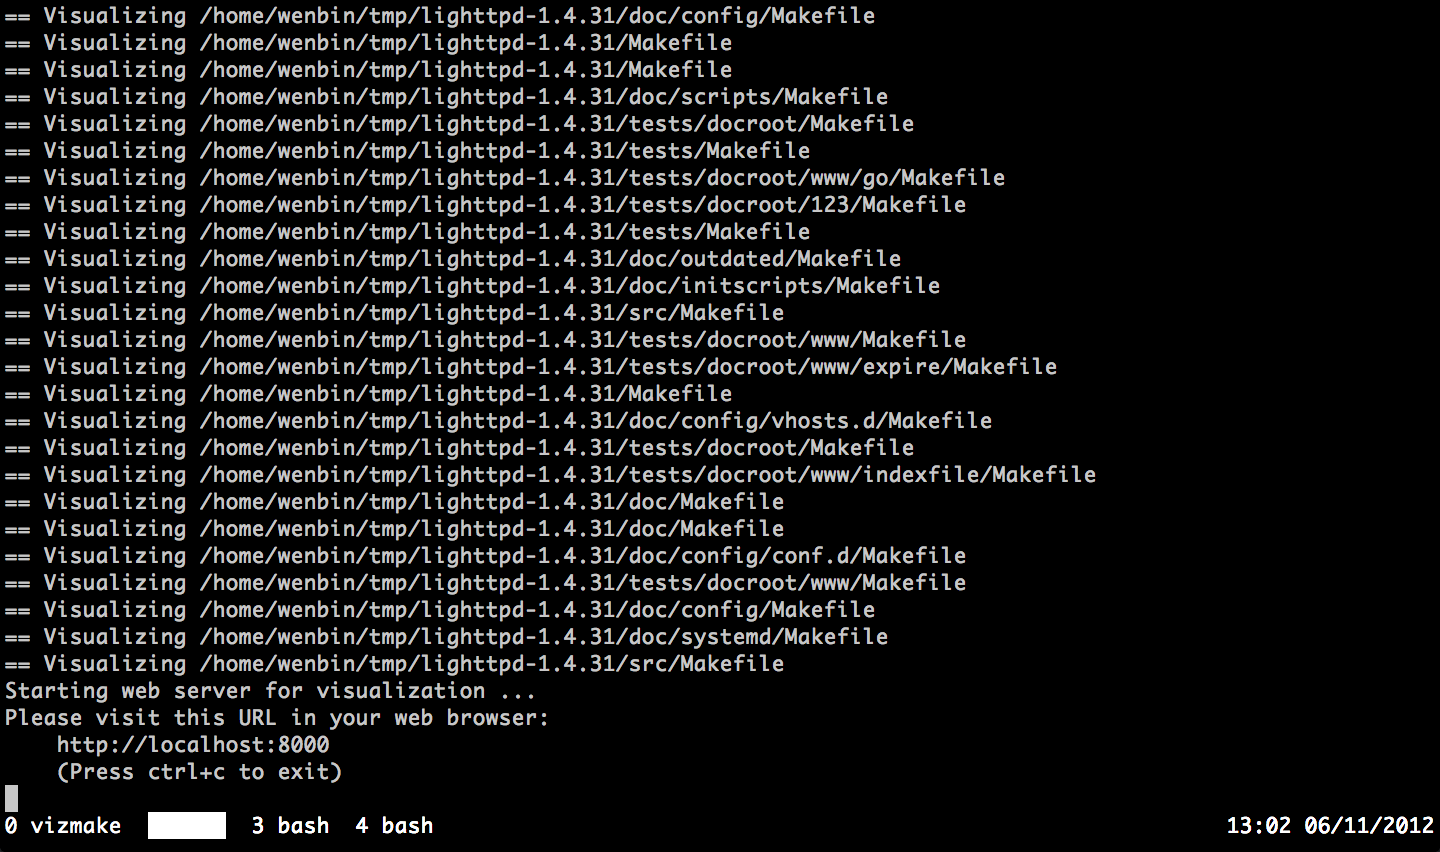 == Visualizing /home/wenbin/tmp/lighttpd-1.4.31/doc/config/Makefile
== Visualizing /home/wenbin/tmp/lighttpd-1.4.31/Makefile
== Visualizing /home/wenbin/tmp/lighttpd-1.4.31/Makefile
== Visualizing /home/wenbin/tmp/lighttpd-1.4.31/doc/scripts/Makefile
== Visualizing /home/wenbin/tmp/lighttpd-1.4.31/tests/docroot/Makefile
== Visualizing /home/wenbin/tmp/lighttpd-1.4.31/tests/Makefile
== Visualizing /home/wenbin/tmp/lighttpd-1.4.31/tests/docroot/www/go/Makefile
== Visualizing /home/wenbin/tmp/lighttpd-1.4.31/tests/docroot/123/Makefile
== Visualizing /home/wenbin/tmp/lighttpd-1.4.31/tests/Makefile
== Visualizing /home/wenbin/tmp/lighttpd-1.4.31/doc/outdated/Makefile
== Visualizing /home/wenbin/tmp/lighttpd-1.4.31/doc/initscripts/Makefile
== Visualizing /home/wenbin/tmp/lighttpd-1.4.31/src/Makefile
== Visualizing /home/wenbin/tmp/lighttpd-1.4.31/tests/docroot/www/Makefile
== Visualizing /home/wenbin/tmp/lighttpd-1.4.31/tests/docroot/www/expire/Makefile
== Visualizing /home/wenbin/tmp/lighttpd-1.4.31/Makefile
== Visualizing /home/wenbin/tmp/lighttpd-1.4.31/doc/config/vhosts.d/Makefile
== Visualizing /home/wenbin/tmp/lighttpd-1.4.31/tests/docroot/Makefile
== Visualizing /home/wenbin/tmp/lighttpd-1.4.31/tests/docroot/www/indexfile/Makefile
== Visualizing /home/wenbin/tmp/lighttpd-1.4.31/doc/Makefile
== Visualizing /home/wenbin/tmp/lighttpd-1.4.31/doc/Makefile
== Visualizing /home/wenbin/tmp/lighttpd-1.4.31/doc/config/conf.d/Makefile
== Visualizing /home/wenbin/tmp/lighttpd-1.4.31/tests/docroot/www/Makefile
== Visualizing /home/wenbin/tmp/lighttpd-1.4.31/doc/config/Makefile
== Visualizing /home/wenbin/tmp/lighttpd-1.4.31/doc/systemd/Makefile
== Visualizing /home/wenbin/tmp/lighttpd-1.4.31/src/Makefile
Starting web server for visualization ...
Please visit this URL in your web browser:
http://localhost:8000
(Press ctrl+c to exit)
0 vizmake 3 bash 4 bash 13:02 06/11/2012